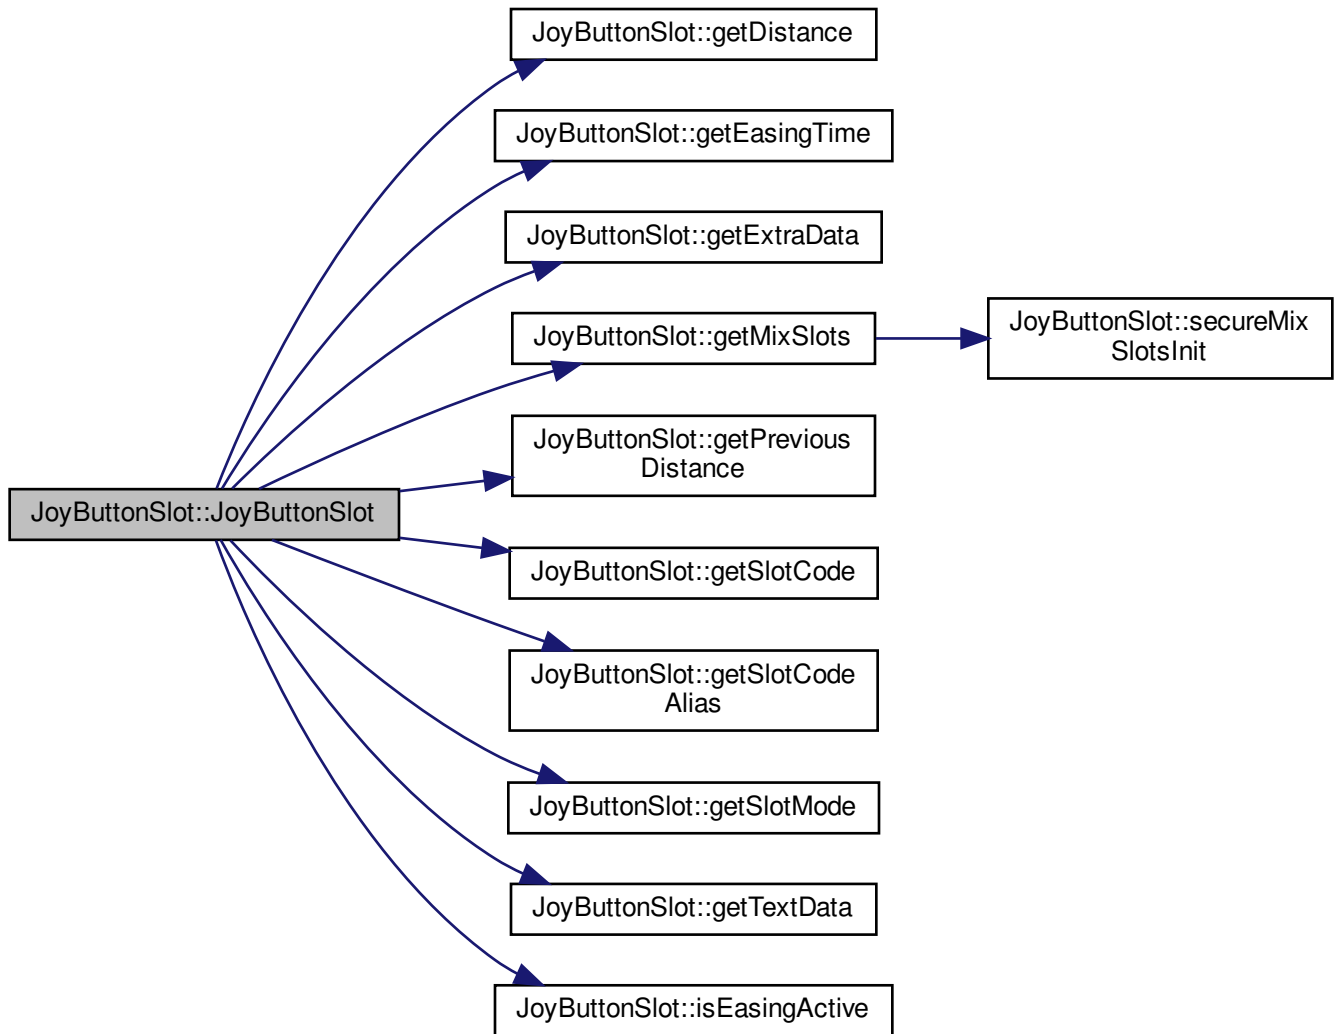 JoyButtonSlot::getDistance
JoyButtonSlot::getEasingTime
JoyButtonSlot::getExtraData
JoyButtonSlot::getMixSlots
JoyButtonSlot::secureMix
SlotsInit
JoyButtonSlot::getPrevious
Distance
JoyButtonSlot::JoyButtonSlot
JoyButtonSlot::getSlotCode
JoyButtonSlot::getSlotCode
Alias
JoyButtonSlot::getSlotMode
JoyButtonSlot::getTextData
JoyButtonSlot::isEasingActive